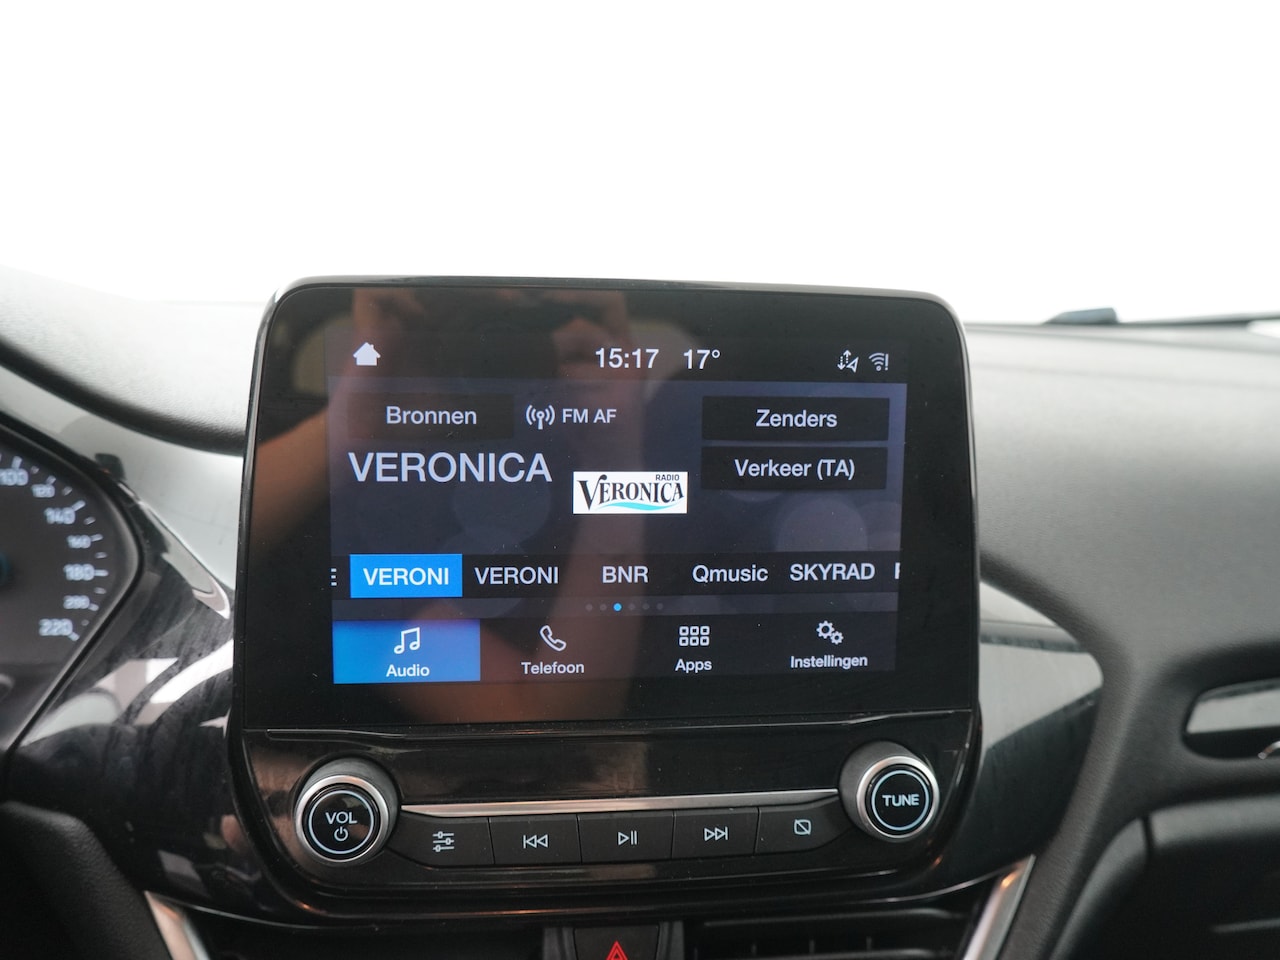 15:17 17°
Bronnen FM AF Zenders
VERONICA
RADIO
VERONICA
Verkeer (TA)
VERONI VERONI BNR Qmusic SKYRAD
Audio Telefoon Apps Instellingen
VOL
TUNE
100
120
140
160
180
200
220